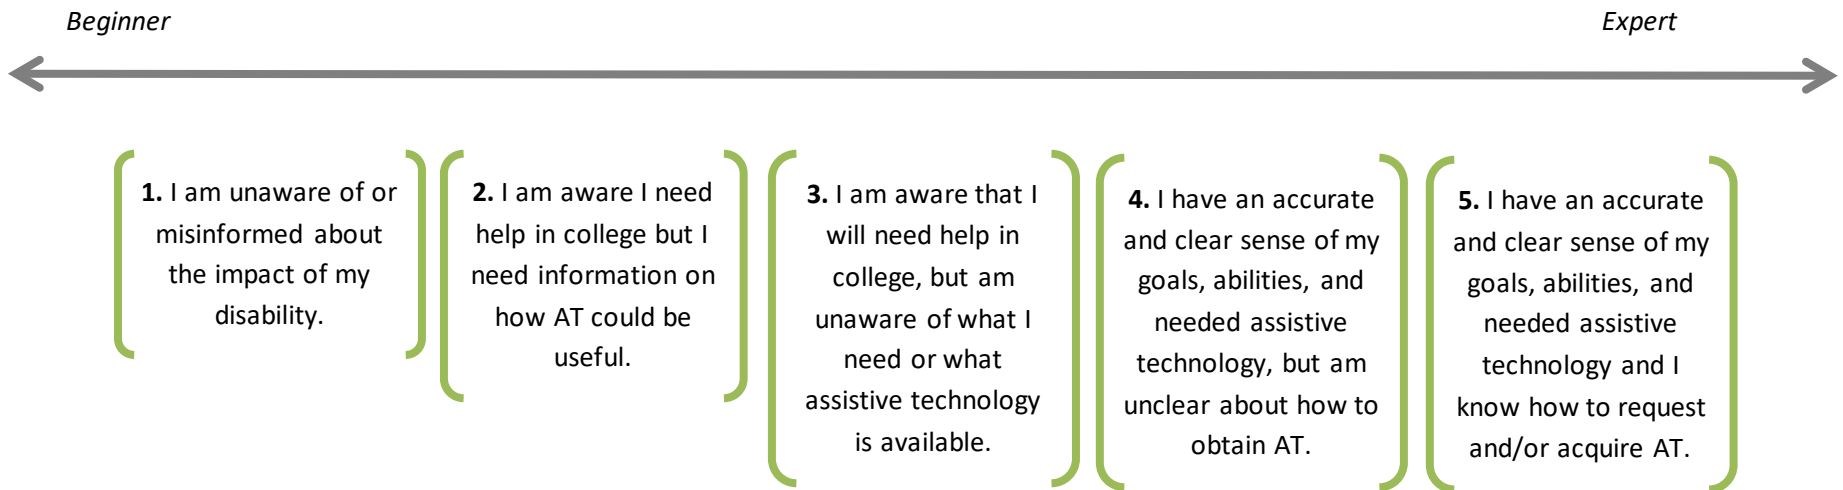 Beginner
Expert
1. I am unaware of or
misinformed about
the impact of my
disability.
2. I am aware I need
help in college but I
need information on
how AT could be
useful.
3. I am aware that I
will need help in
college, but am
unaware of what I
need or what
assistive technology
is available.
4. I have an accurate
and clear sense of my
goals, abilities, and
needed assistive
technology, but am
unclear about how to
obtain AT.
5. I have an accurate
and clear sense of my
goals, abilities, and
needed assistive
technology and I
know how to request
and/or acquire AT.